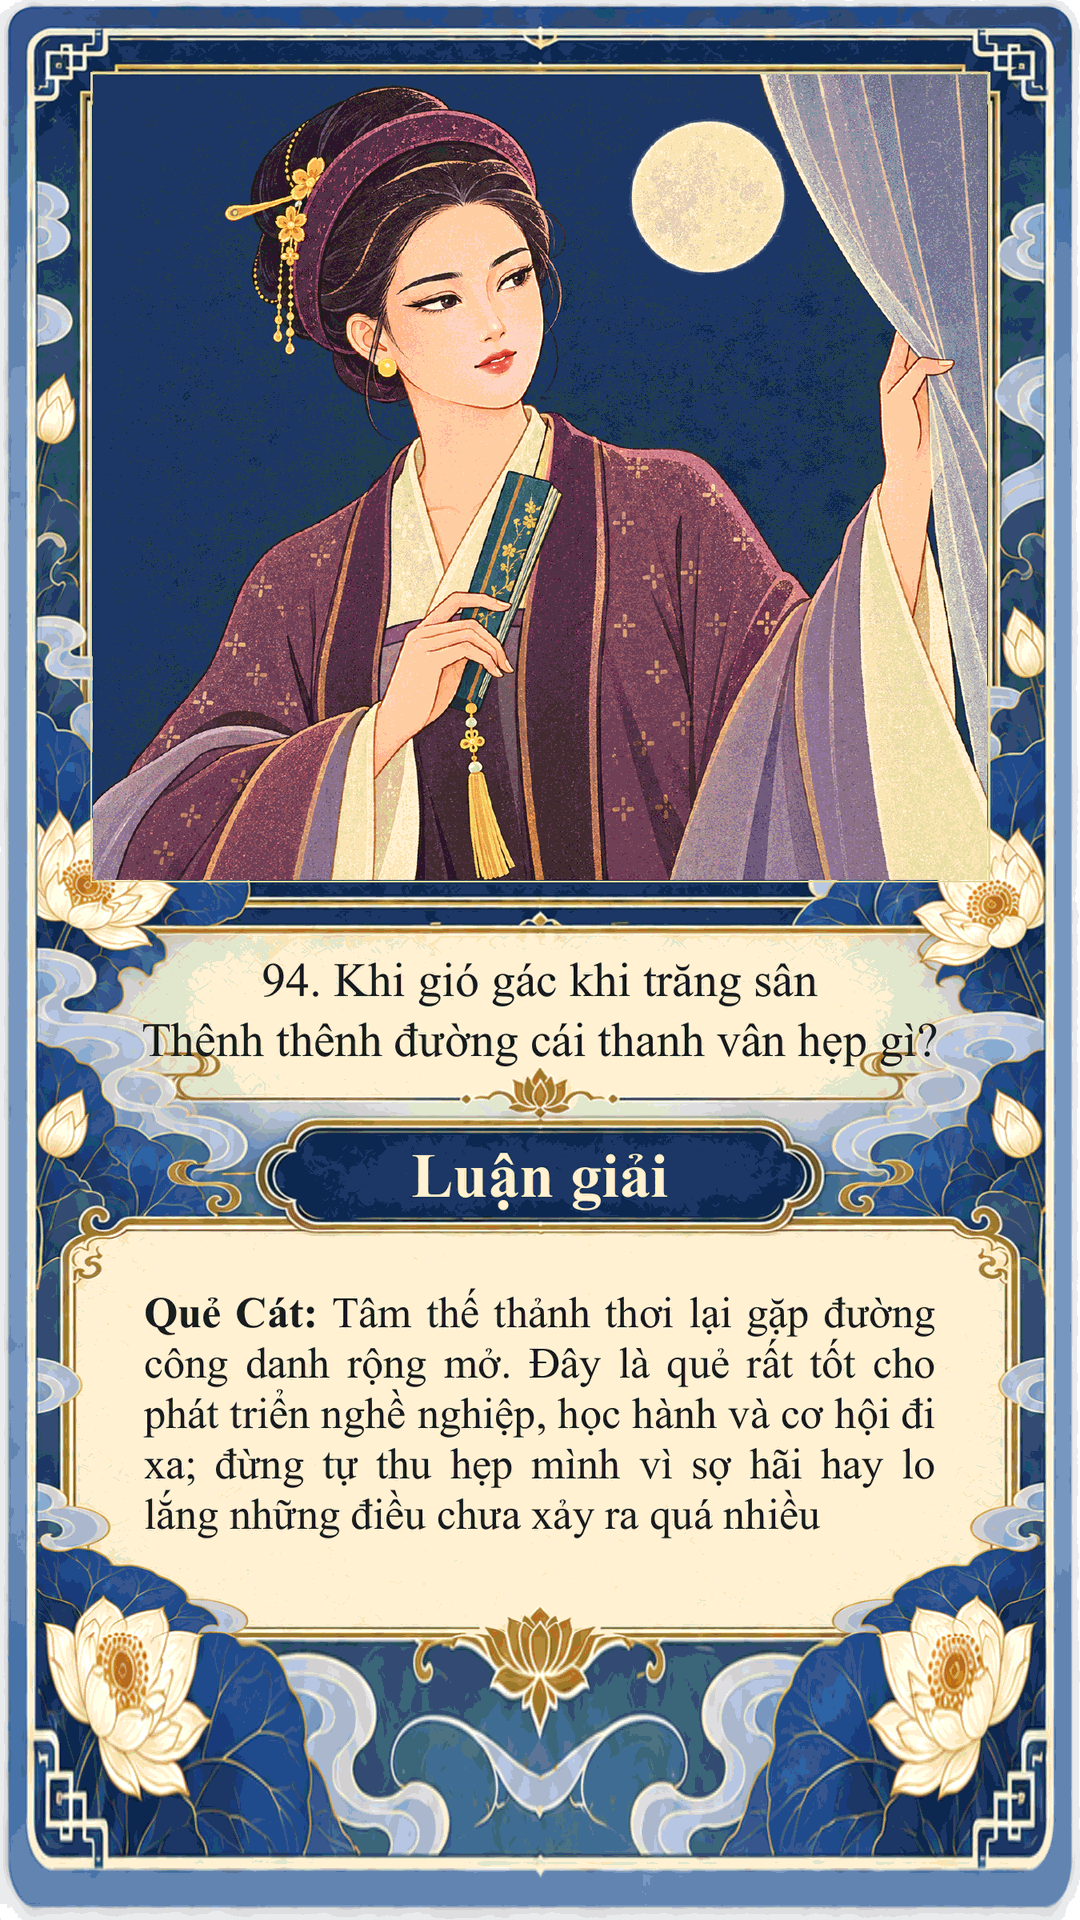 94. Khi gió gác khi trăng sân
Thênh thênh đường cái thanh vân hẹp gì?
Luận giải
Quẻ Cát: Tâm thế thảnh thơi lại gặp đường
công danh rộng mở. Đây là quẻ rất tốt cho
phát triển nghề nghiệp, học hành và cơ hội đi
xa; đừng tự thu hẹp mình vì sợ hãi hay lo
lắng những điều chưa xảy ra quá nhiều